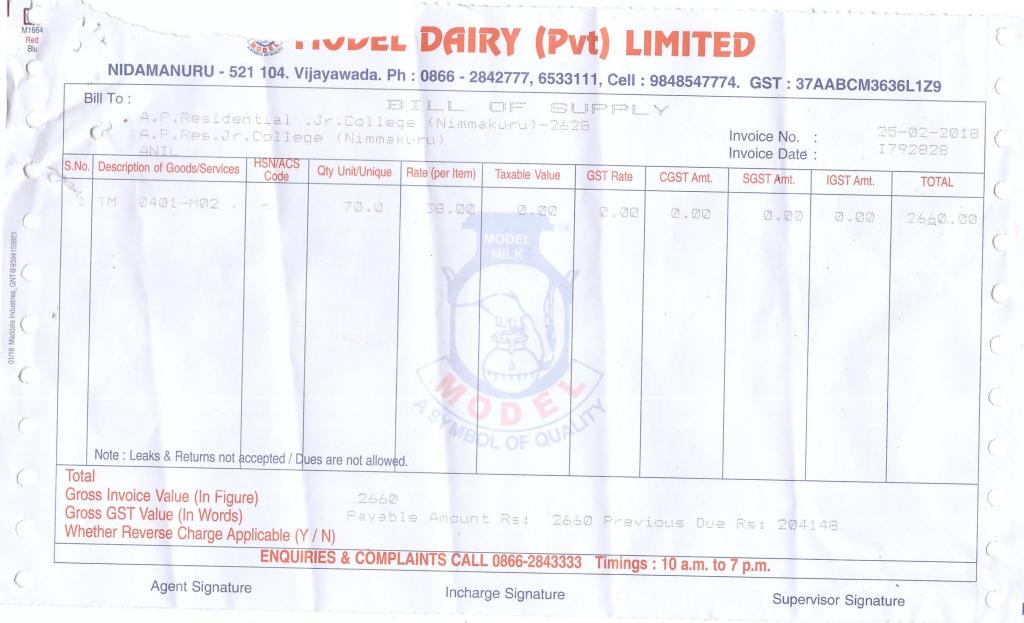 M1664
Red
Blu
MODEL DAIRY (Pvt) LIMITED
NIDAMANURU - 521 104. Vijayawada. Ph : 0866 - 2842777, 6533111, Cell : 9848547774. GST : 37AABCM3636L1Z9
Bill To :
BILL OF SUPPLY
A.P.Residential .Jr.College (Nimmakuru)-2628
A.P.Res.Jr.College (Nimmakuru)
ANIL
Invoice No. : 25-02-2018
Invoice Date : I792828
S.No. Description of Goods/Services HSN/ACS Code Qty Unit/Unique Rate (per Item) Taxable Value GST Rate CGST Amt. SGST Amt. IGST Amt. TOTAL
1 TM 0401-M02 . - 70.0 38.00 0.00 0.00 0.00 0.00 0.00 2660.00
MODEL
MILK
TM
MODEL
A SYMBOL OF QUALITY
Note : Leaks & Returns not accepted / Dues are not allowed.
Total
Gross Invoice Value (In Figure) 2660
Gross GST Value (In Words) Payable Amount Rs: 2660 Previous Due Rs: 204148
Whether Reverse Charge Applicable (Y / N)
ENQUIRIES & COMPLAINTS CALL 0866-2843333 Timings : 10 a.m. to 7 p.m.
Agent Signature Incharge Signature Supervisor Signature